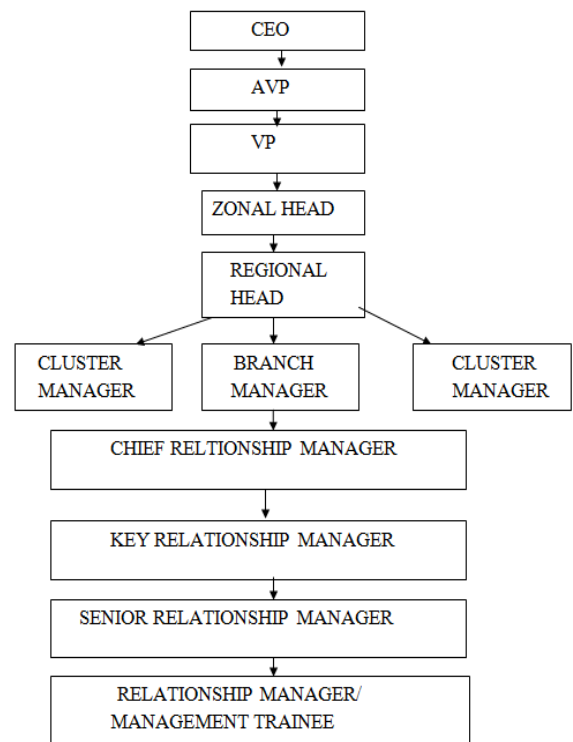 CEO
AVP
VP
ZONAL HEAD
REGIONAL
HEAD
CLUSTER
MANAGER
BRANCH
MANAGER
CLUSTER
MANAGER
CHIEF RELTIONSHIP MANAGER
KEY RELATIONSHIP MANAGER
SENIOR RELATIONSHIP MANAGER
RELATIONSHIP MANAGER/
MANAGEMENT TRAINEE